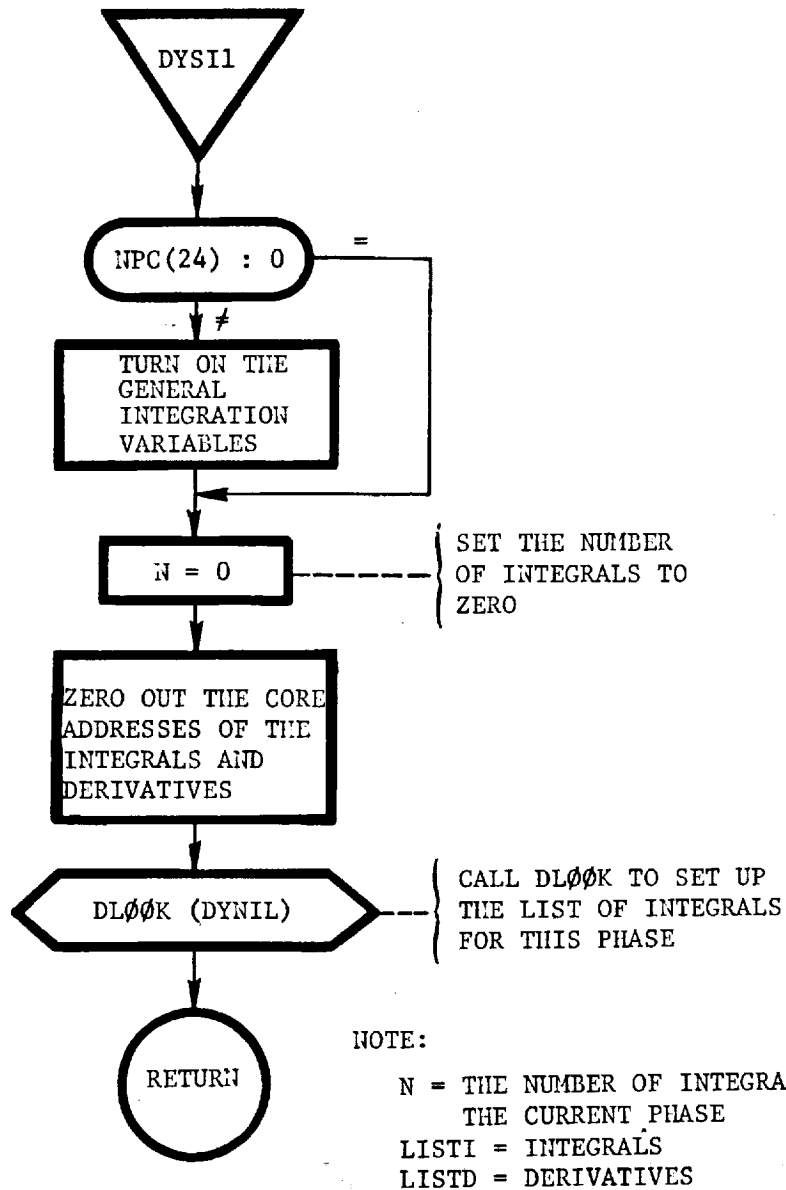 DYSI1
NPC(24) : 0
=
≠
TURN ON THE
GENERAL
INTEGRATION
VARIABLES
N = 0
SET THE NUMBER
OF INTEGRALS TO
ZERO
ZERO OUT THE CORE
ADDRESSES OF THE
INTEGRALS AND
DERIVATIVES
DLØØK (DYNIL)
CALL DLØØK TO SET UP
THE LIST OF INTEGRALS
FOR THIS PHASE
RETURN
NOTE:
N = THE NUMBER OF INTEGRA
THE CURRENT PHASE
LISTI = INTEGRALS
LISTD = DERIVATIVES